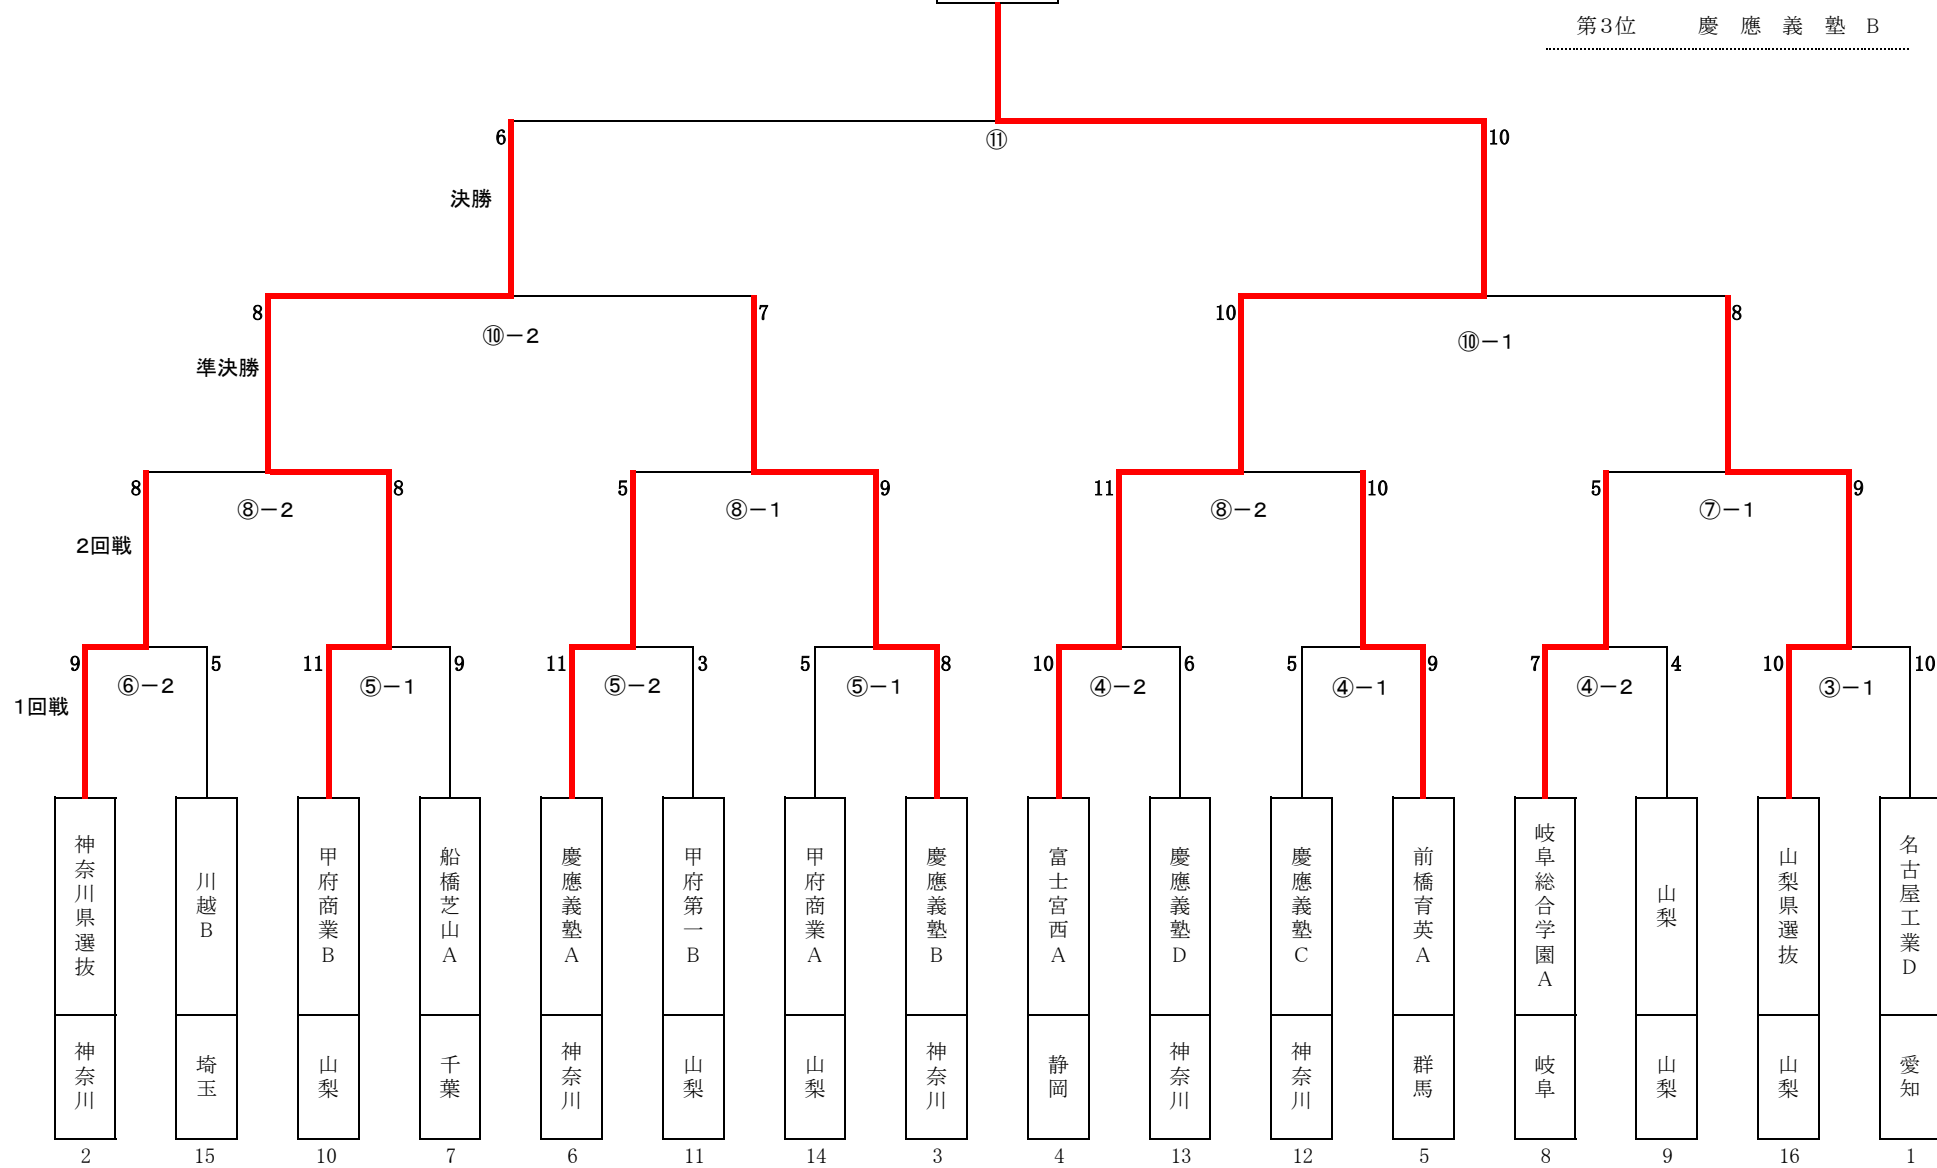 第3位 慶應義塾B
6
⑪
10
決勝
8
⑩－2
7
10
⑩－1
8
準決勝
8
⑧－2
8
5
⑧－1
9
11
⑧－2
10
5
⑦－1
9
2回戦
9
⑥－2
5
11
⑤－1
9
11
⑤－2
3
5
⑤－1
8
10
④－2
6
5
④－1
9
7
④－2
4
10
③－1
10
1回戦
神奈川県選抜
川越B
甲府商業B
船橋芝山A
慶應義塾A
甲府第一B
甲府商業A
慶應義塾B
富士宮西A
慶應義塾D
慶應義塾C
前橋育英A
岐阜総合学園A
山梨
山梨県選抜
名古屋工業D
神奈川
埼玉
山梨
千葉
神奈川
山梨
山梨
神奈川
静岡
神奈川
神奈川
群馬
岐阜
山梨
山梨
愛知
2
15
10
7
6
11
14
3
4
13
12
5
8
9
16
1